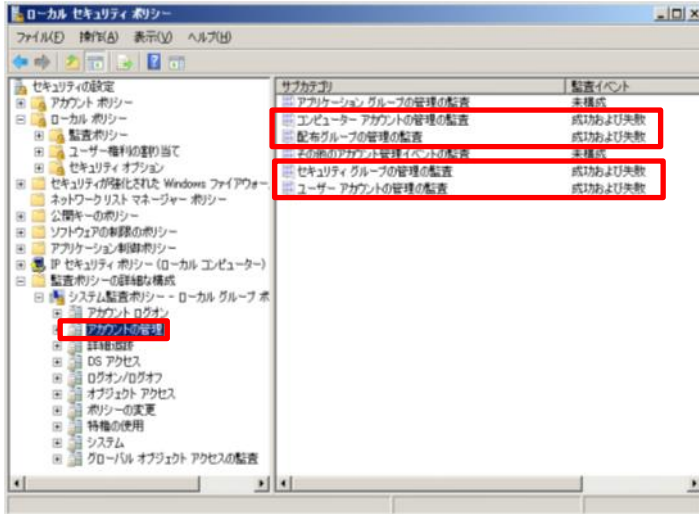 ローカル セキュリティ ポリシー
ファイル(F) 操作(A) 表示(V) ヘルプ(H)
セキュリティの設定
アカウント ポリシー
ローカル ポリシー
監査ポリシー
ユーザー権利の割り当て
セキュリティ オプション
セキュリティが強化された Windows ファイアウォー
ネットワーク リスト マネージャー ポリシー
公開キーのポリシー
ソフトウェアの制限のポリシー
アプリケーション制御ポリシー
IP セキュリティ ポリシー (ローカル コンピューター)
監査ポリシーの詳細な構成
システム監査ポリシー - ローカル グループ ポ
アカウント ログオン
アカウントの管理
詳細追跡
DS アクセス
ログオン/ログオフ
オブジェクト アクセス
ポリシーの変更
特権の使用
システム
グローバル オブジェクト アクセスの監査
サブカテゴリ 監査イベント
アプリケーション グループの管理の監査 未構成
コンピューター アカウントの管理の監査 成功および失敗
配布グループの管理の監査 成功および失敗
その他のアカウント管理イベントの監査 未構成
セキュリティ グループの管理の監査 成功および失敗
ユーザー アカウントの管理の監査 成功および失敗